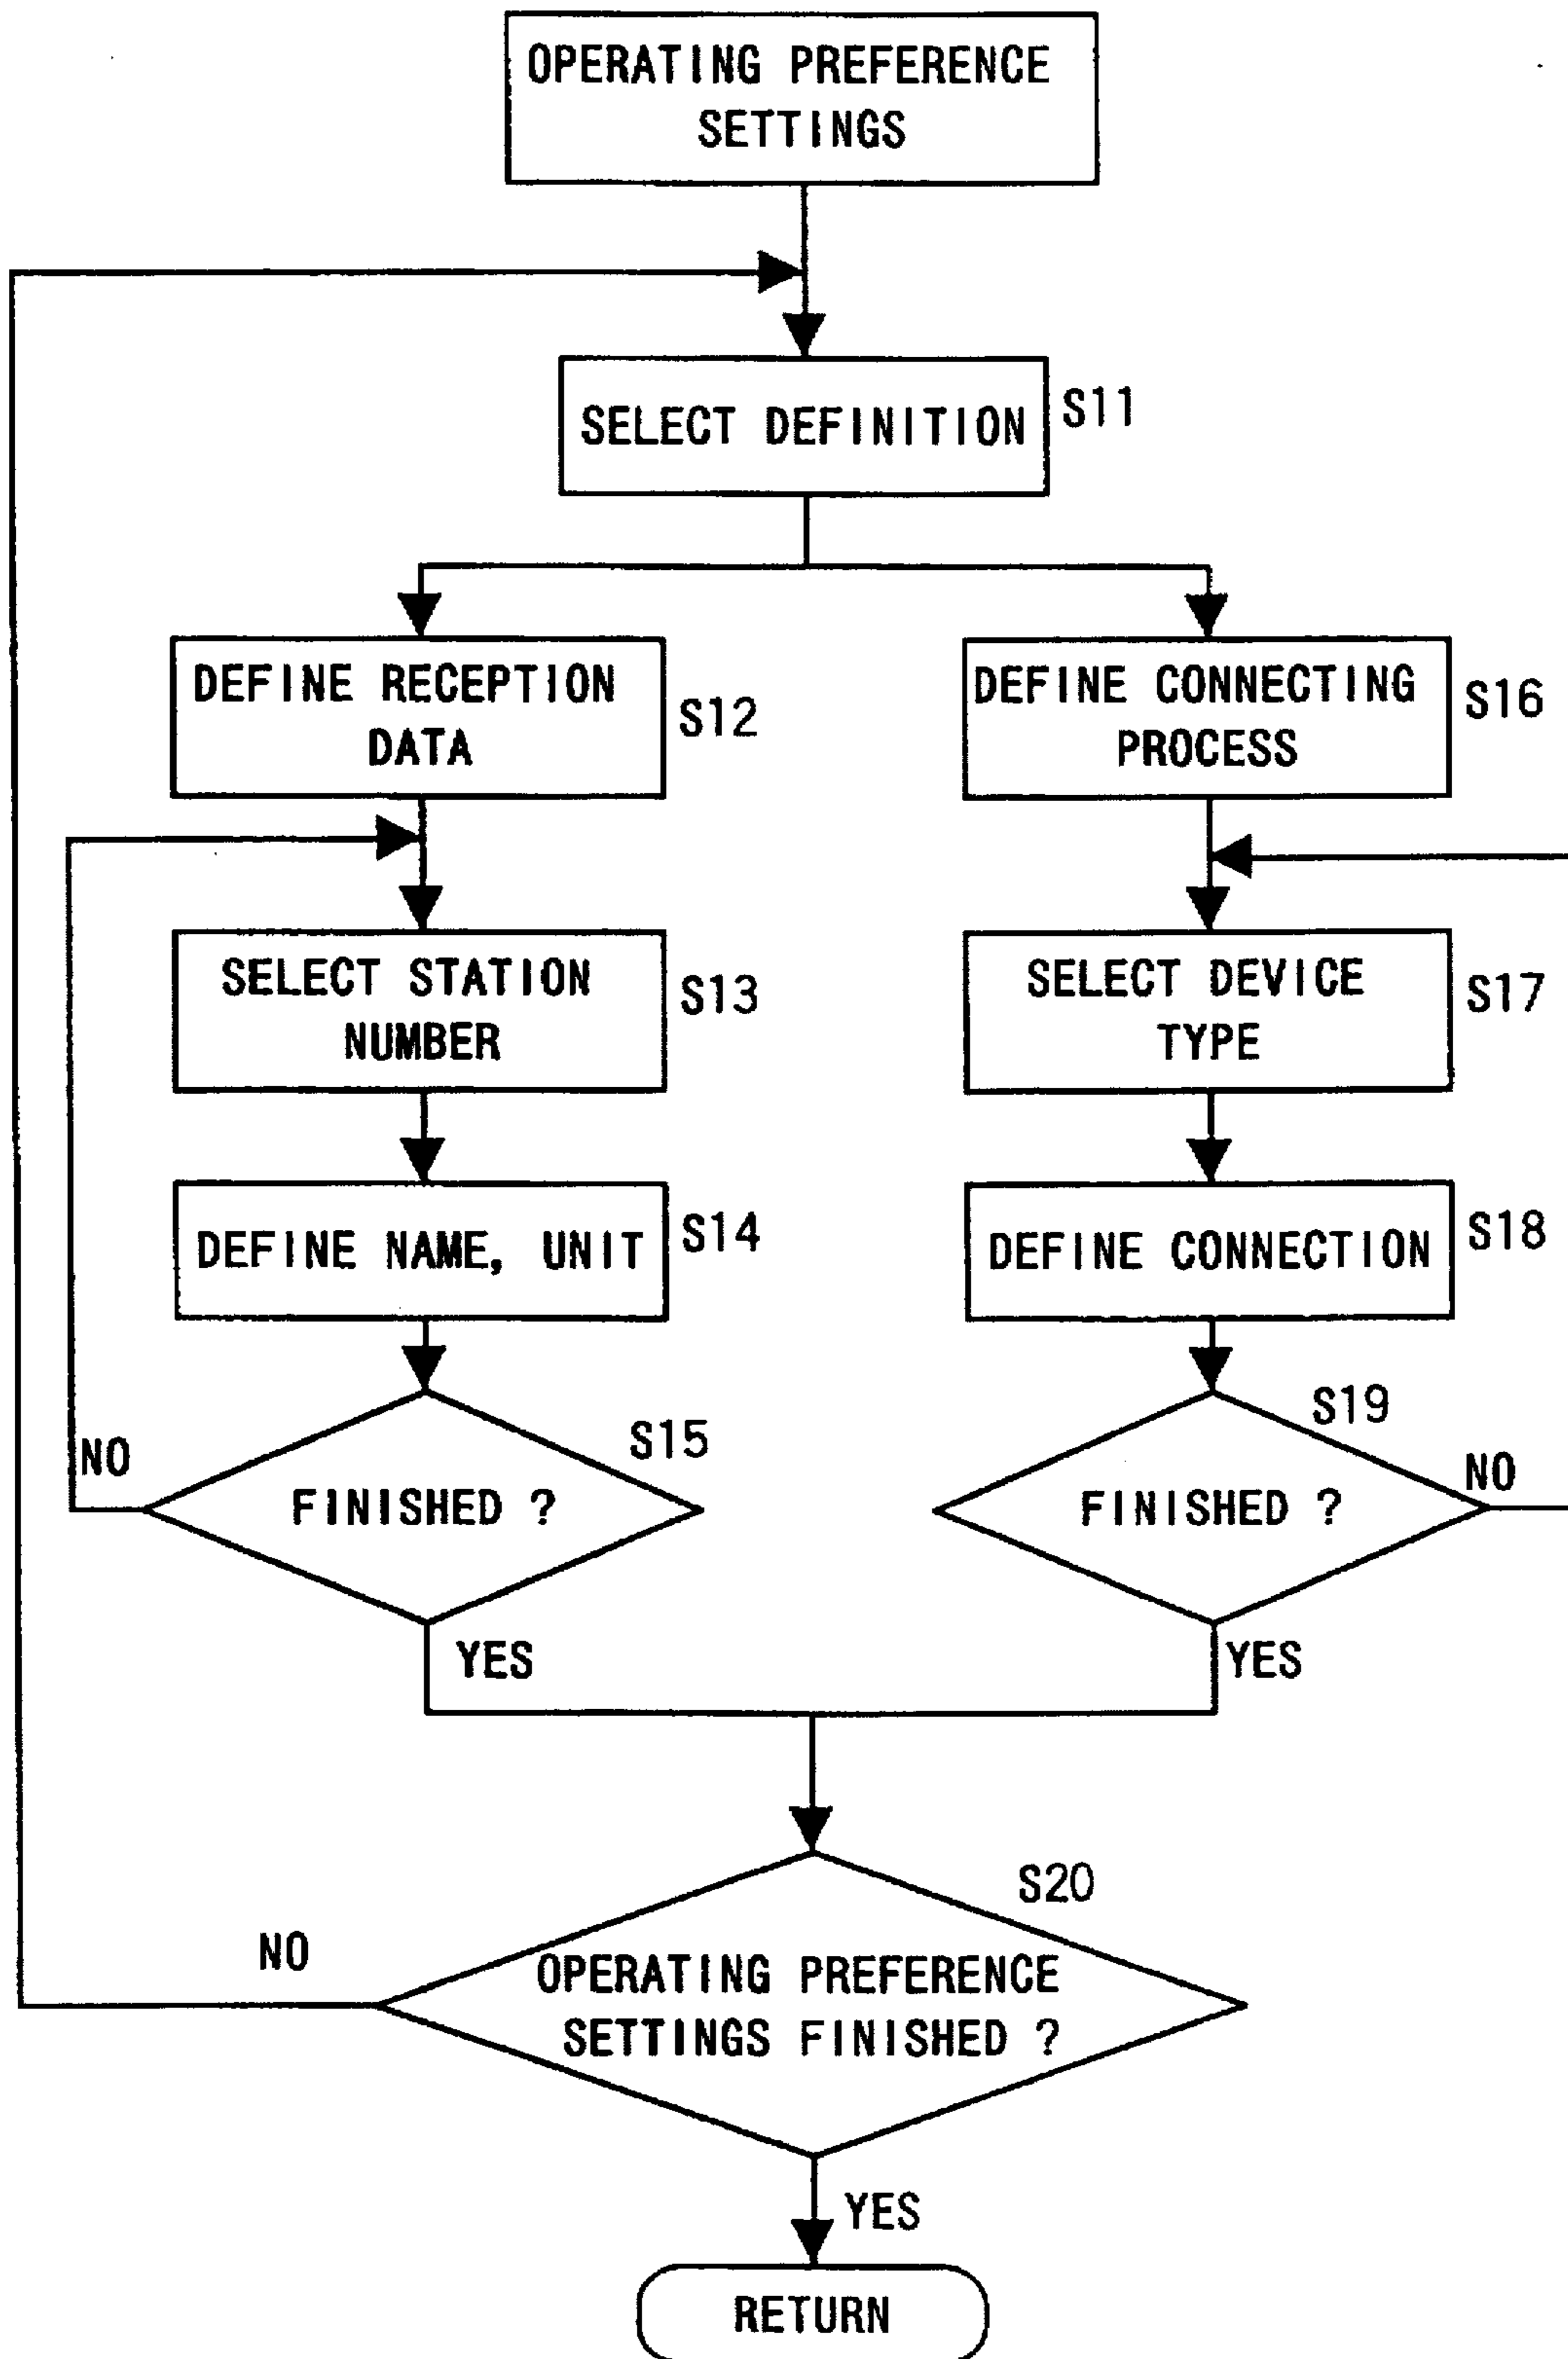 OPERATING PREFERENCE
SETTINGS
SELECT DEFINITION
S11
DEFINE RECEPTION
DATA
S12
DEFINE CONNECTING
PROCESS
S16
SELECT STATION
NUMBER
S13
SELECT DEVICE
TYPE
S17
DEFINE NAME, UNIT
S14
DEFINE CONNECTION
S18
S15
NO
FINISHED ?
YES
S19
NO
FINISHED ?
YES
S20
NO
OPERATING PREFERENCE
SETTINGS FINISHED ?
YES
RETURN